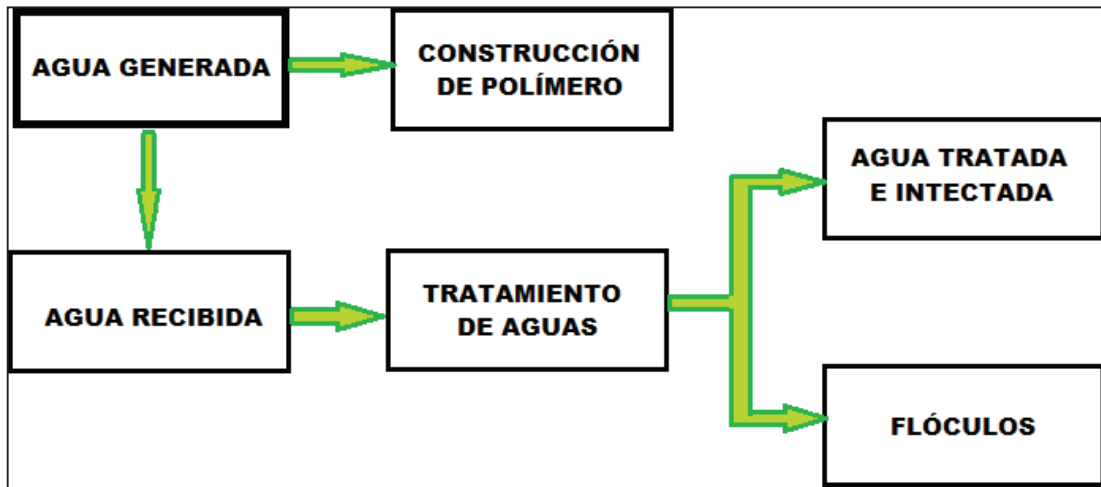 AGUA GENERADA
CONSTRUCCIÓN
DE POLÍMERO
AGUA TRATADA
E INTECTADA
AGUA RECIBIDA
TRATAMIENTO
DE AGUAS
FLÓCULOS